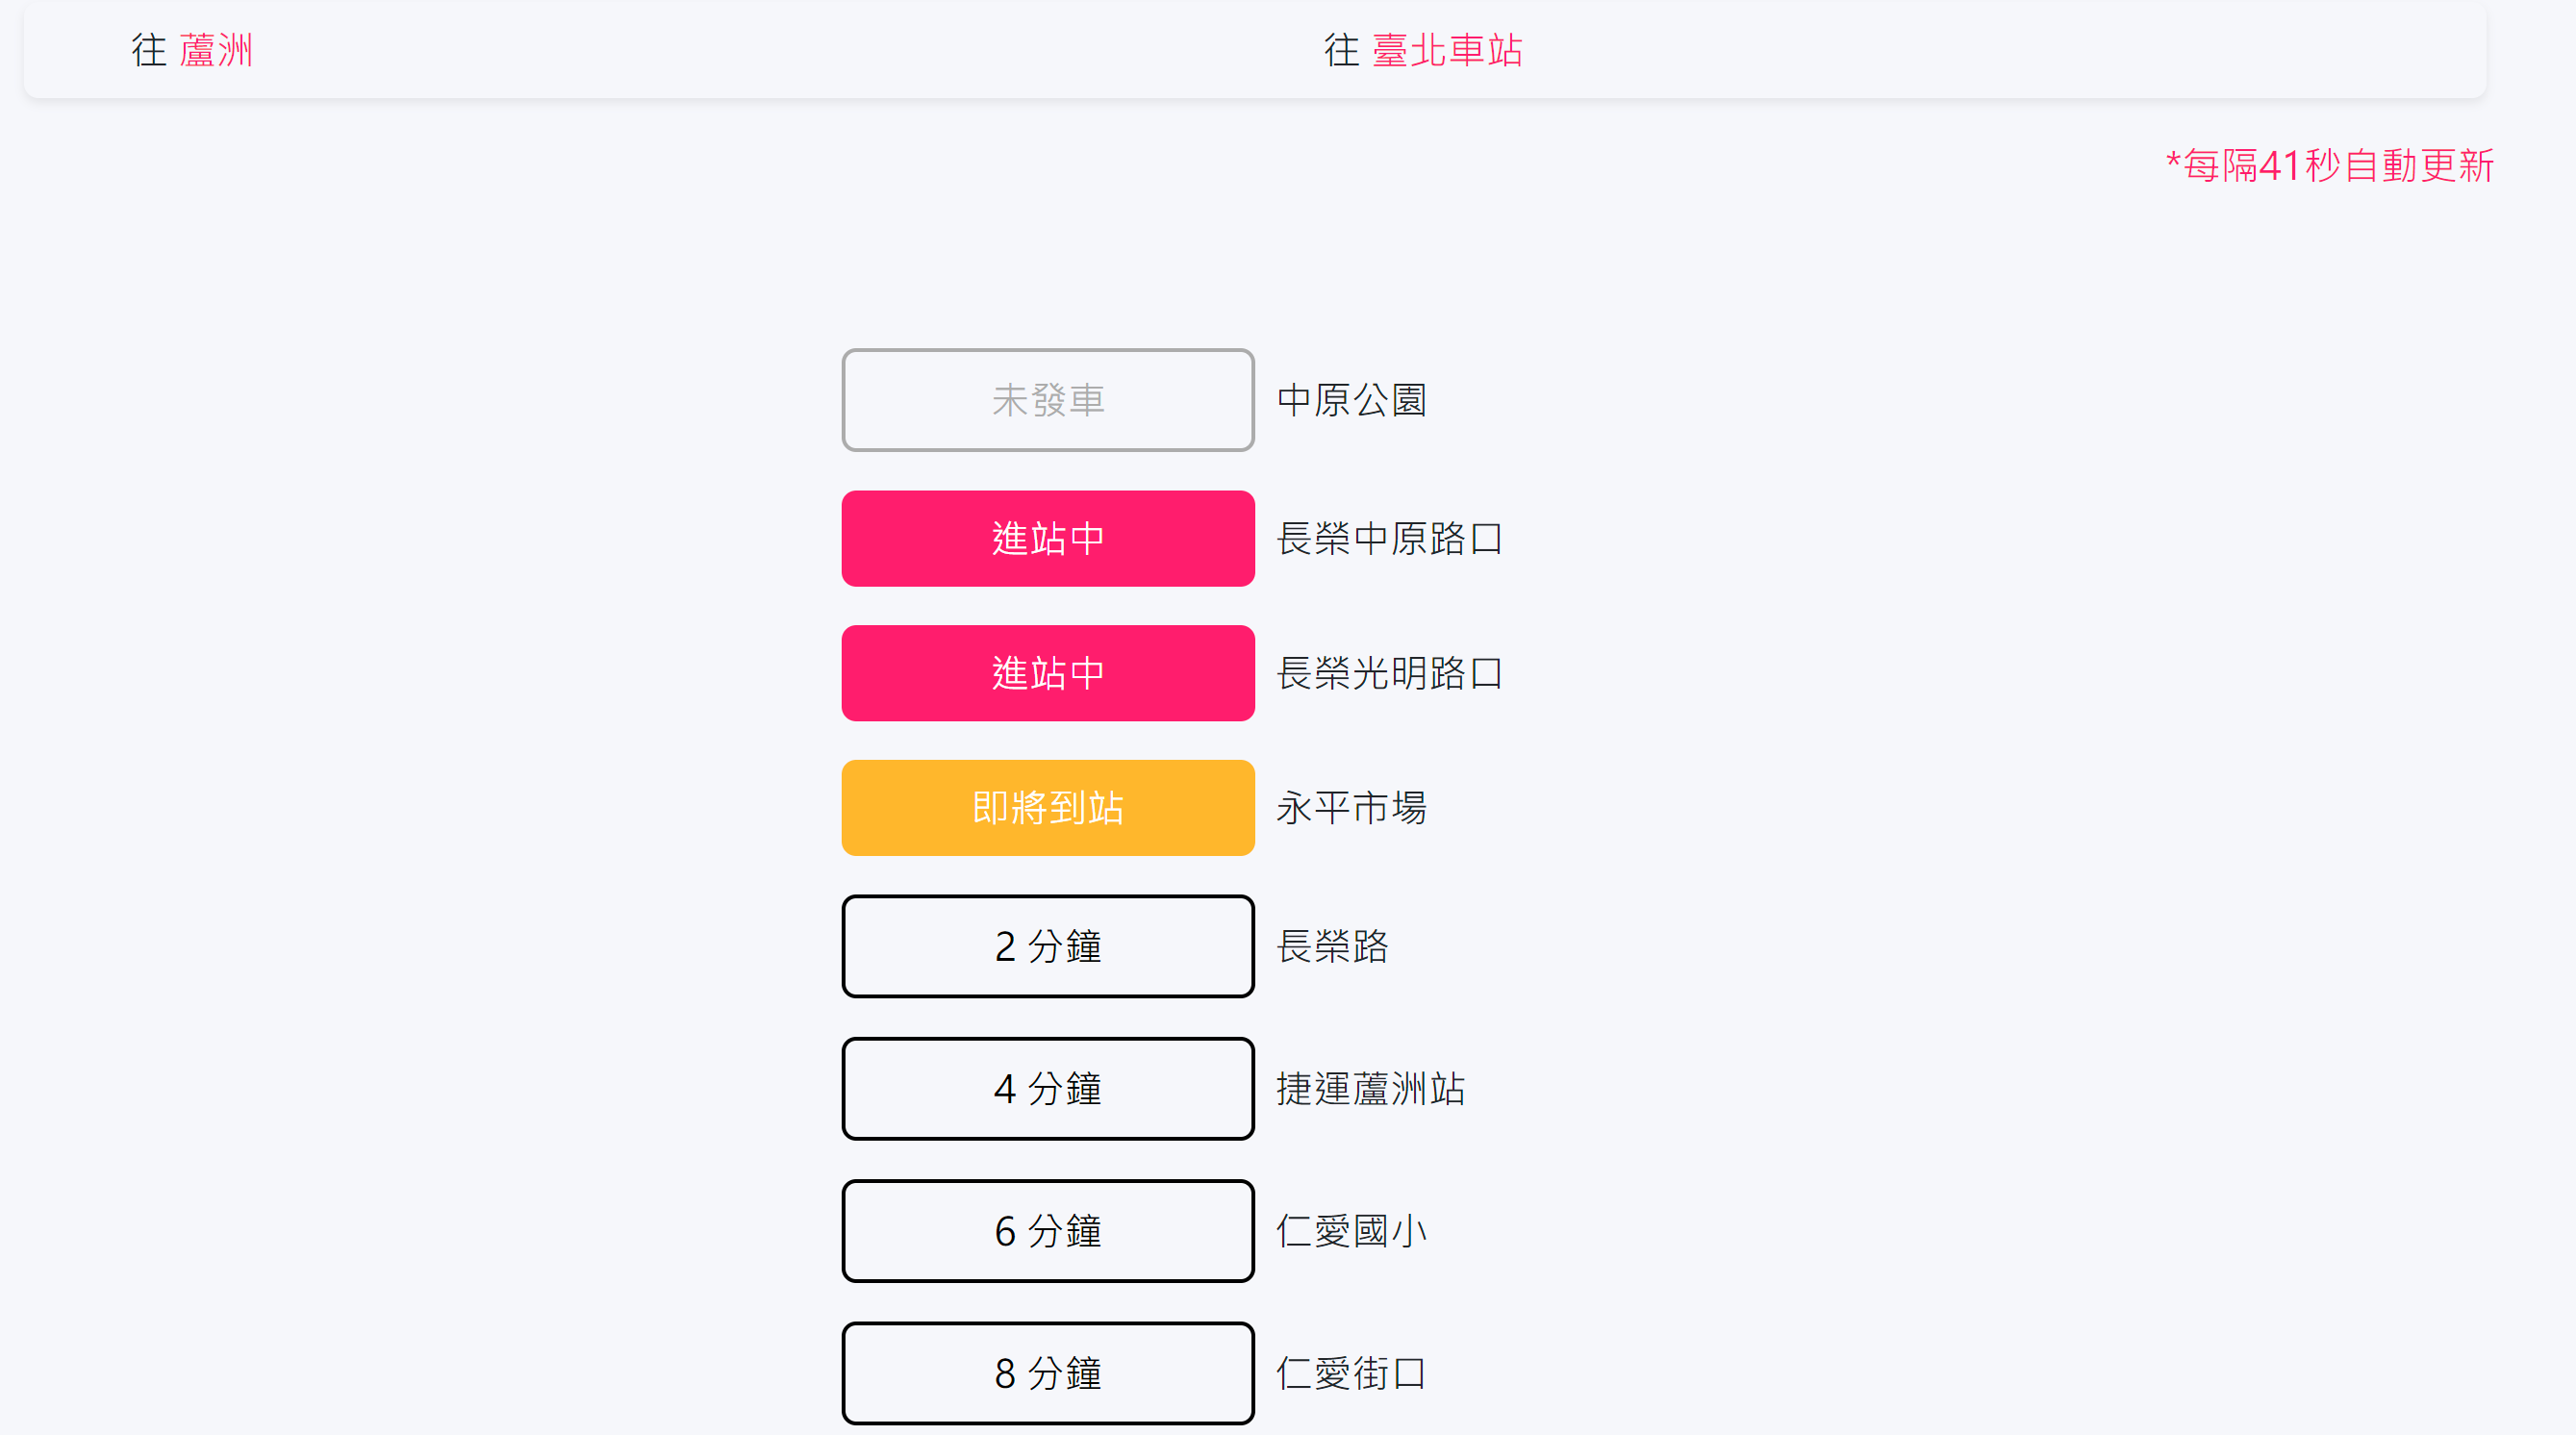 往 蘆洲
往 臺北車站
*每隔41秒自動更新
未發車 中原公園
進站中 長榮中原路口
進站中 長榮光明路口
即將到站 永平市場
2 分鐘 長榮路
4 分鐘 捷運蘆洲站
6 分鐘 仁愛國小
8 分鐘 仁愛街口